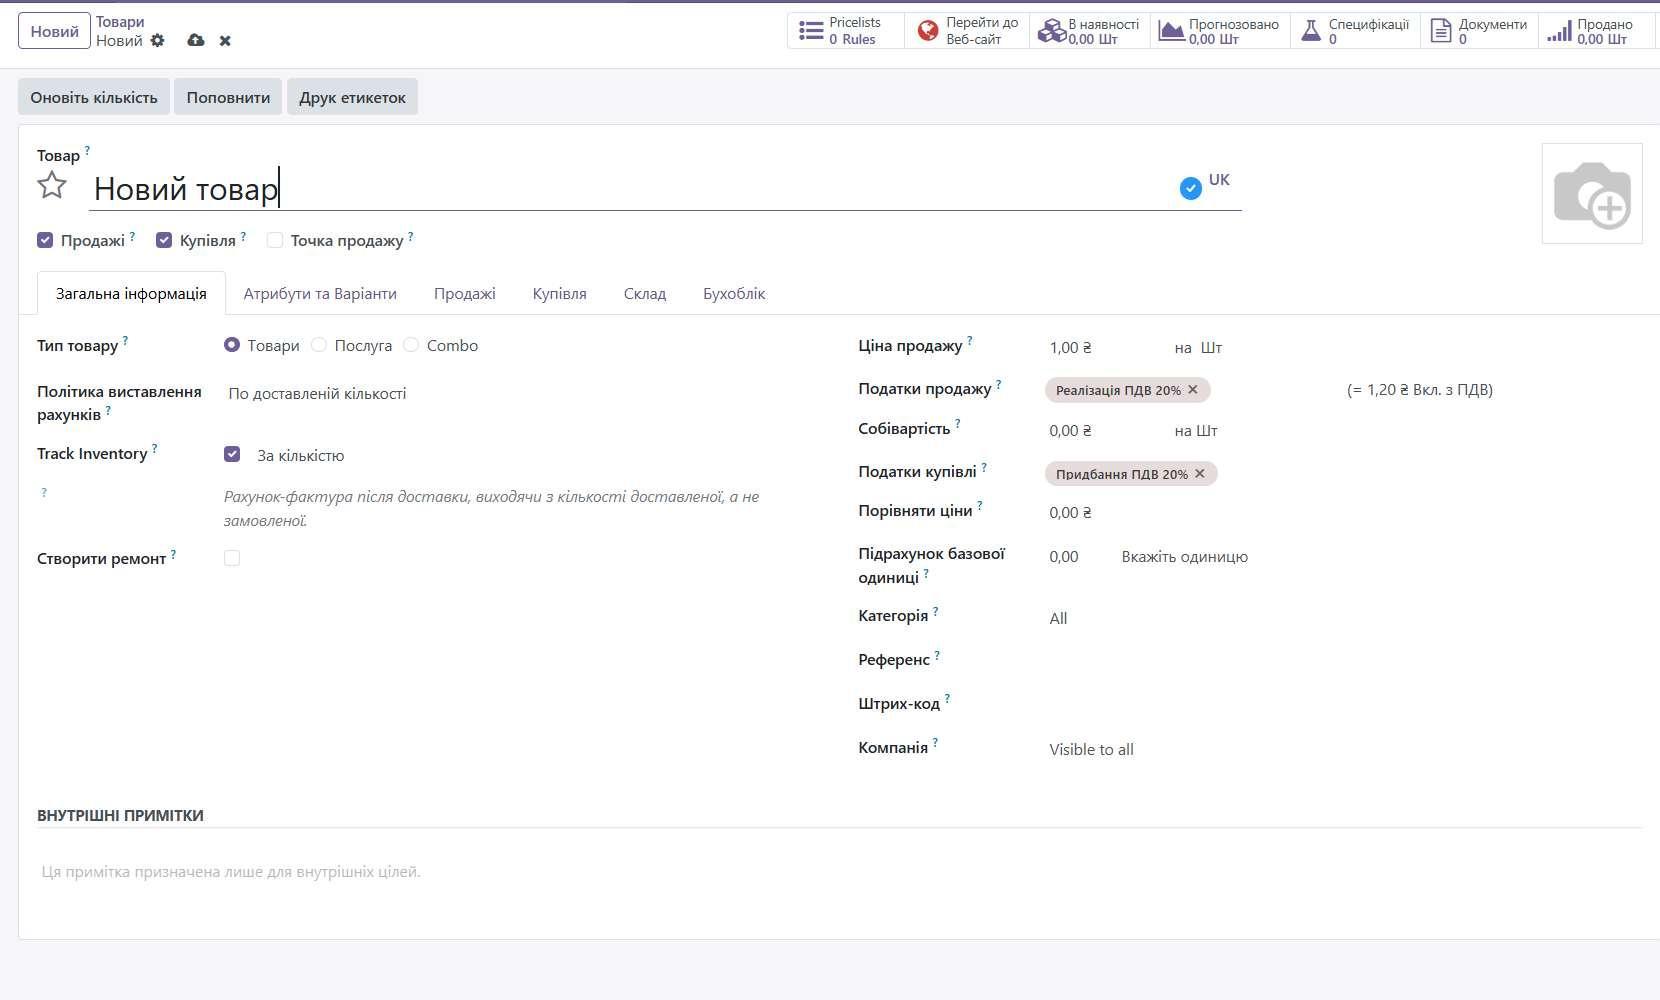 Новий
Товари
Новий
Pricelists
0 Rules
Перейти до
Веб-сайт
В наявності
0,00 Шт
Прогнозовано
0,00 Шт
Специфікації
0
Документи
0
Продано
0,00 Шт
Оновіть кількість Поповнити Друк етикеток
Товар ?
Новий товар UK
Продажі ? Купівля ? Точка продажу ?
Загальна інформація Атрибути та Варіанти Продажі Купівля Склад Бухоблік
Тип товару ? Товари Послуга Combo
Політика виставлення
рахунків ? По доставленій кількості
Track Inventory ? За кількістю
? Рахунок-фактура після доставки, виходячи з кількості доставленої, а не
замовленої.
Створити ремонт ?
Ціна продажу ? 1,00 ₴ на Шт
Податки продажу ? Реалізація ПДВ 20% (= 1,20 ₴ Вкл. з ПДВ)
Собівартість ? 0,00 ₴ на Шт
Податки купівлі ? Придбання ПДВ 20%
Порівняти ціни ? 0,00 ₴
Підрахунок базової
одиниці ? 0,00 Вкажіть одиницю
Категорія ? All
Референс ?
Штрих-код ?
Компанія ? Visible to all
ВНУТРІШНІ ПРИМІТКИ
Ця примітка призначена лише для внутрішніх цілей.